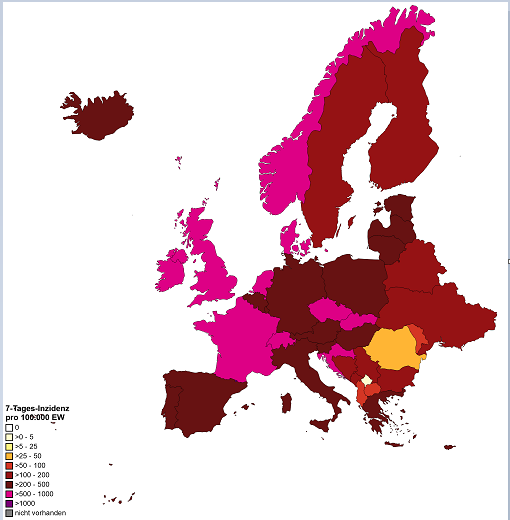 7-Tages-Inzidenz
pro 100.000 EW
0
>0 - 5
>5 - 25
>25 - 50
>50 - 100
>100 - 200
>200 - 500
>500 - 1000
>1000
nicht vorhanden